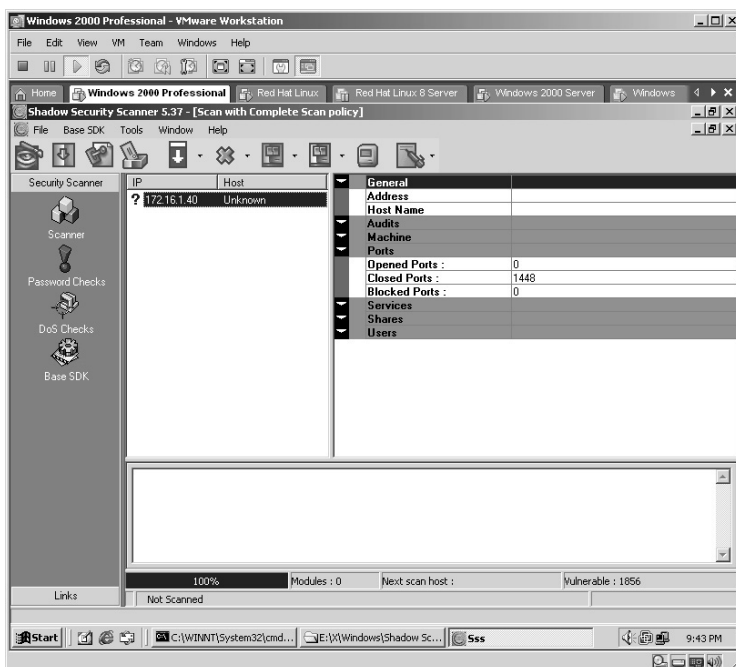 Windows 2000 Professional - VMware Workstation
File Edit View VM Team Windows Help
Home Windows 2000 Professional Red Hat Linux Red Hat Linux 8 Server Windows 2000 Server Windows
Shadow Security Scanner 5.37 - [Scan with Complete Scan policy]
File Base SDK Tools Window Help
Security Scanner
Scanner
Password Checks
DoS Checks
Base SDK
Links
IP Host
? 172.16.1.40 Unknown
General
Address
Host Name
Audits
Machine
Ports
Opened Ports : 0
Closed Ports : 1448
Blocked Ports : 0
Services
Shares
Users
100% Modules : 0 Next scan host : Vulnerable : 1856
Not Scanned
Start C:\WINNT\System32\cmd... E:\X\Windows\Shadow Sc... Sss 9:43 PM